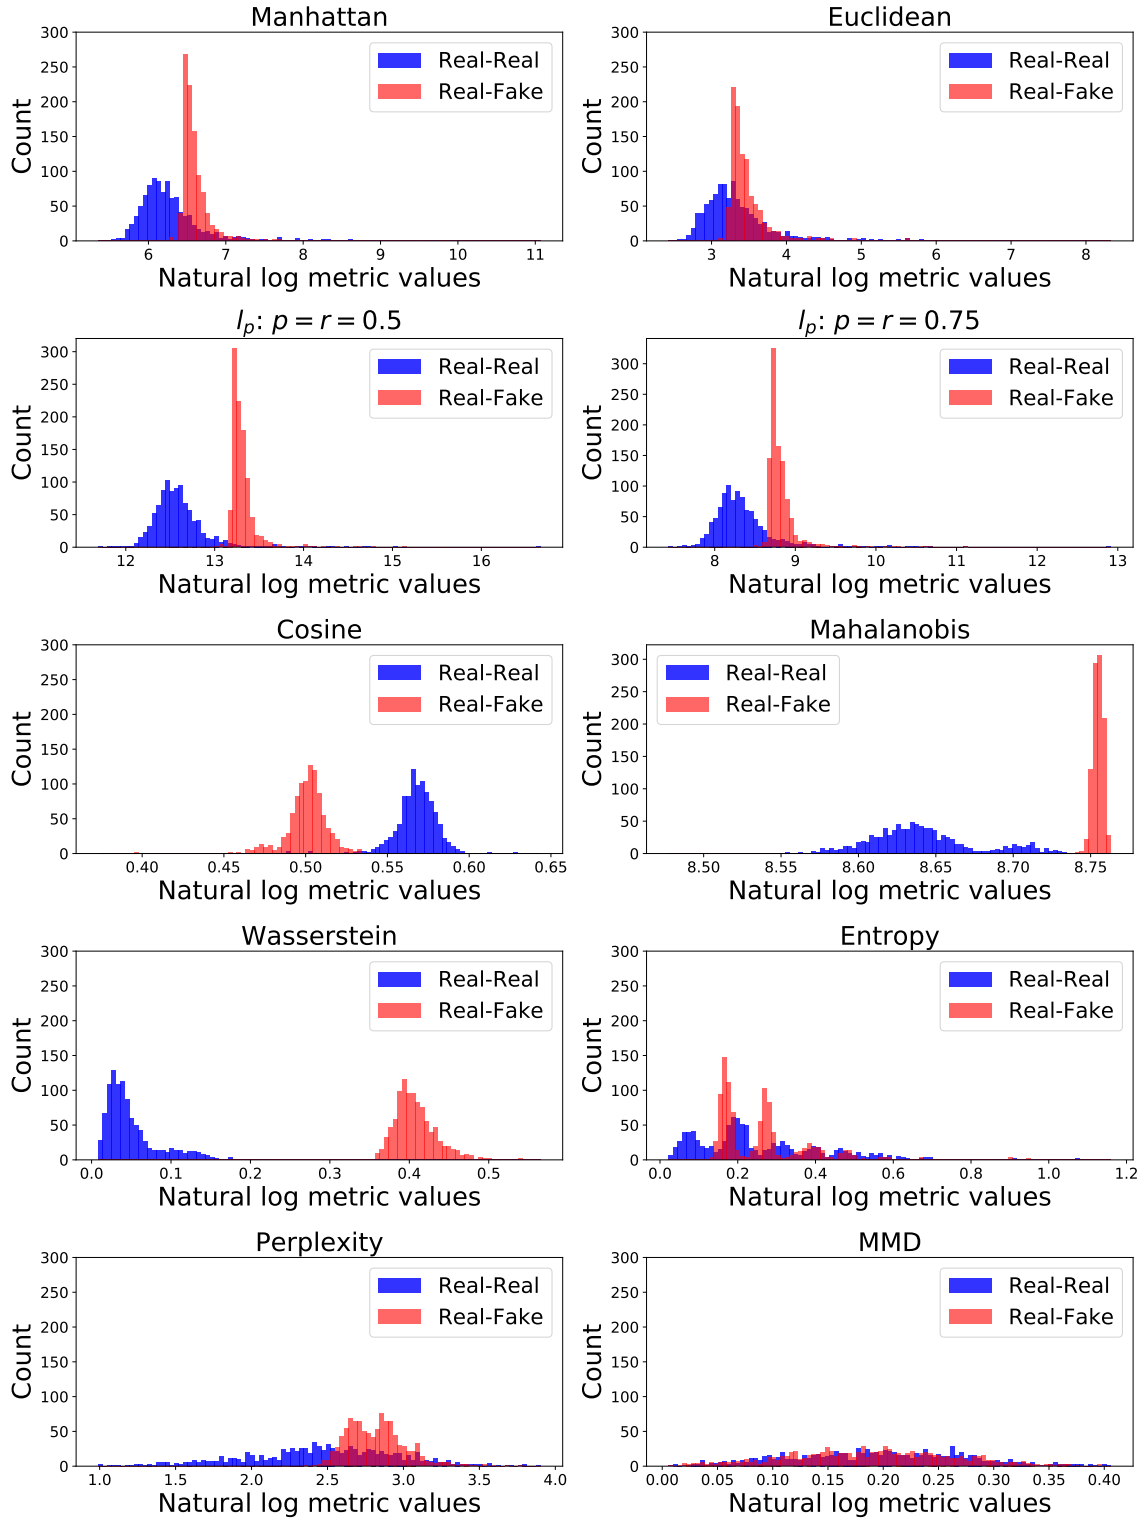 Manhattan
300
250
200
150
100
50
0
Count
Real-Real
Real-Fake
6 7 8 9 10 11
Natural log metric values
Euclidean
300
250
200
150
100
50
0
Count
Real-Real
Real-Fake
3 4 5 6 7 8
Natural log metric values
l_p: p = r = 0.5
300
250
200
150
100
50
0
Count
Real-Real
Real-Fake
12 13 14 15 16
Natural log metric values
l_p: p = r = 0.75
300
250
200
150
100
50
0
Count
Real-Real
Real-Fake
8 9 10 11 12 13
Natural log metric values
Cosine
300
250
200
150
100
50
0
Count
Real-Real
Real-Fake
0.40 0.45 0.50 0.55 0.60 0.65
Natural log metric values
Mahalanobis
300
250
200
150
100
50
0
Count
Real-Real
Real-Fake
8.50 8.55 8.60 8.65 8.70 8.75
Natural log metric values
Wasserstein
300
250
200
150
100
50
0
Count
Real-Real
Real-Fake
0.0 0.1 0.2 0.3 0.4 0.5
Natural log metric values
Entropy
300
250
200
150
100
50
0
Count
Real-Real
Real-Fake
0.0 0.2 0.4 0.6 0.8 1.0 1.2
Natural log metric values
Perplexity
300
250
200
150
100
50
0
Count
Real-Real
Real-Fake
1.0 1.5 2.0 2.5 3.0 3.5 4.0
Natural log metric values
MMD
300
250
200
150
100
50
0
Count
Real-Real
Real-Fake
0.00 0.05 0.10 0.15 0.20 0.25 0.30 0.35 0.40
Natural log metric values